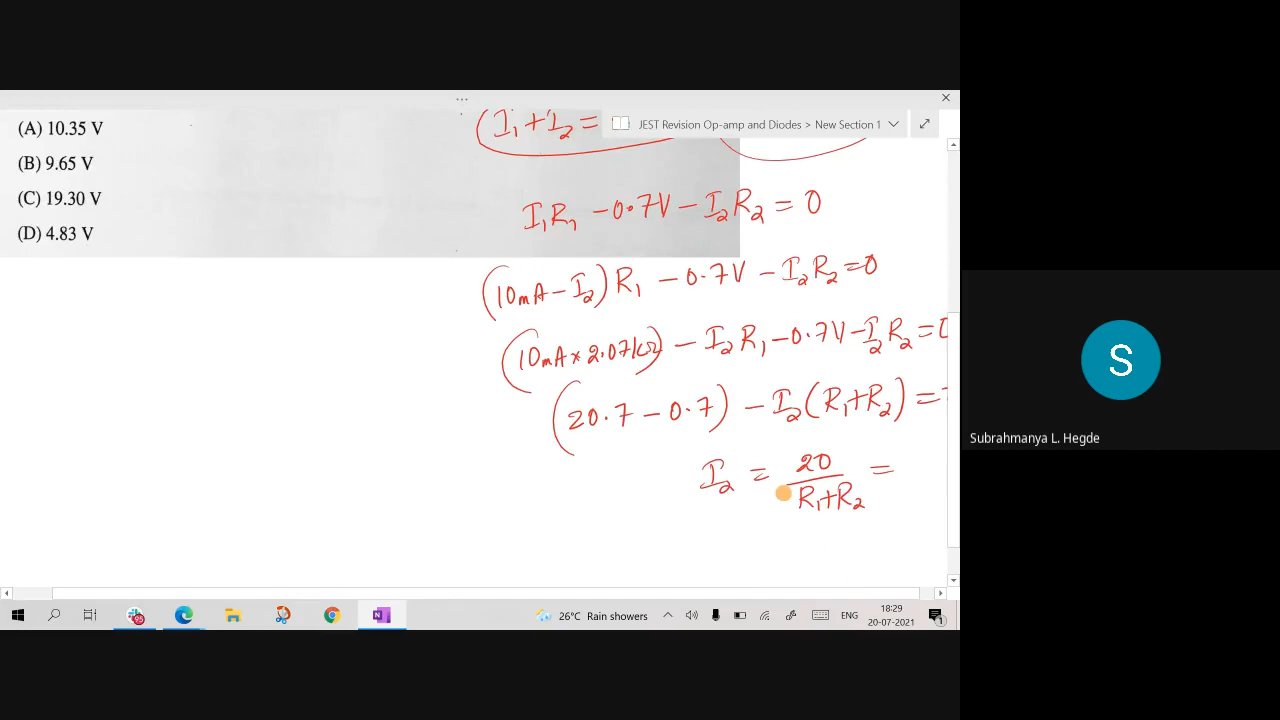 JEST Revision Op-amp and Diodes > New Section 1
(A) 10.35 V
(B) 9.65 V
(C) 19.30 V
(D) 4.83 V
(I₁ + I₂ =
I₁R₁ − 0.7V − I₂R₂ = 0
(10mA − I₂) R₁ − 0.7V − I₂R₂ = 0
(10mA × 2.07kΩ) − I₂R₁ − 0.7V − I₂R₂ = 0
(20.7 − 0.7) − I₂(R₁+R₂) =
I₂ = 20 / R₁+R₂ =
S
Subrahmanya L. Hegde
95
26°C Rain showers
ENG
18:29
20-07-2021
1